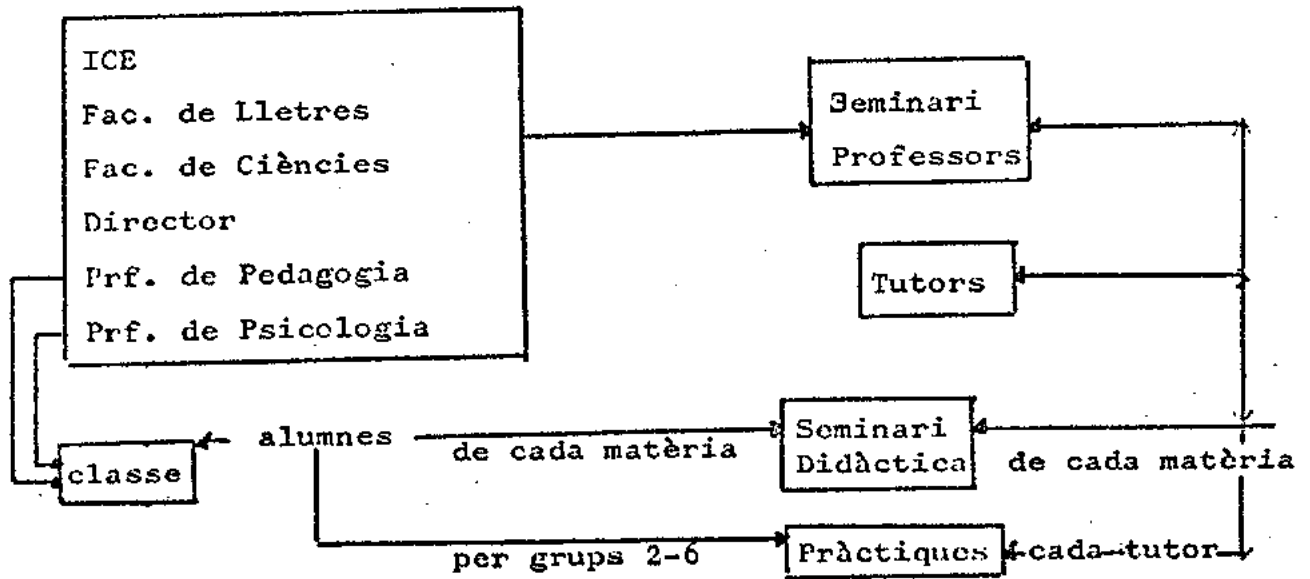 ICE
Fac. de Lletres
Fac. de Ciències
Director
Prf. de Pedagogia
Prf. de Psicologia
Seminari
Professors
Tutors
classe
alumnes
de cada matèria
Seminari
Didàctica
de cada matèria
per grups 2-6
Pràctiques
cada tutor